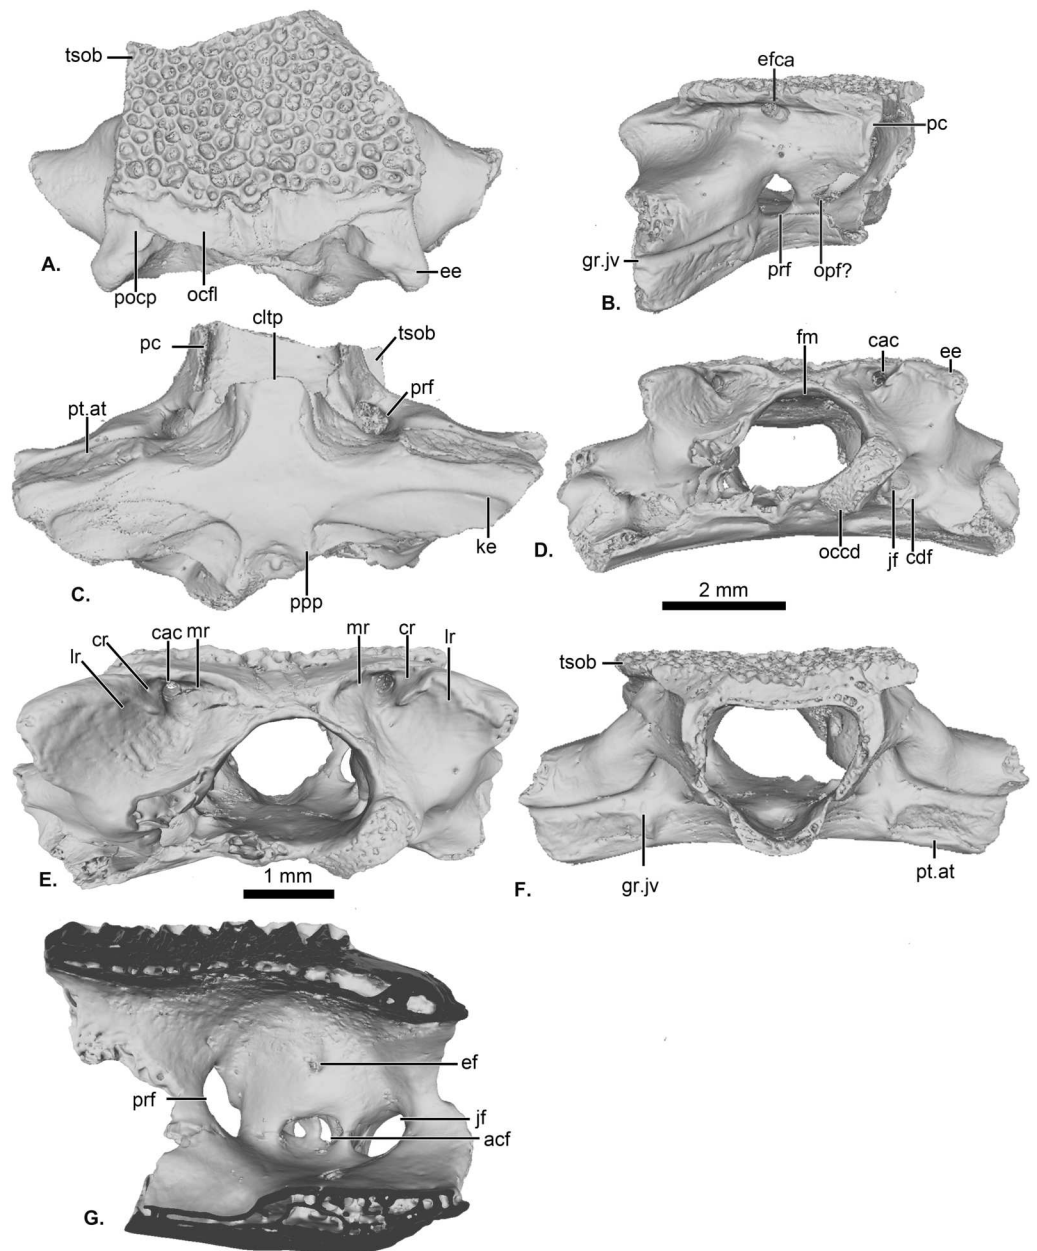 tsob
A.
pocp
ocfl
ee
efca
pc
gr.jv
B.
prf
opf?
cltp
pc
tsob
pt.at
prf
C.
ppp
ke
fm
cac
ee
D.
occd
jf
cdf
2 mm
lr
cr
cac
mr
mr
cr
lr
E.
1 mm
tsob
F.
gr.jv
pt.at
prf
ef
jf
acf
G.